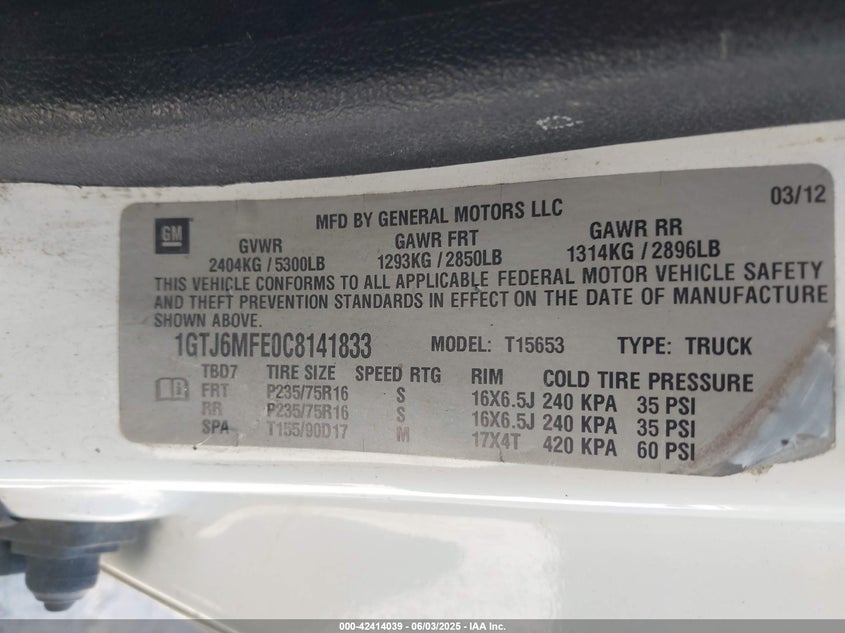 03/12
GM
MFD BY GENERAL MOTORS LLC
GVWR GAWR FRT GAWR RR
2404KG / 5300LB 1293KG / 2850LB 1314KG / 2896LB
THIS VEHICLE CONFORMS TO ALL APPLICABLE FEDERAL MOTOR VEHICLE SAFETY
AND THEFT PREVENTION STANDARDS IN EFFECT ON THE DATE OF MANUFACTURE
SHOWN ABOVE.
1GTJ6MFE0C8141833 MODEL: T15653 TYPE: TRUCK
TBD7 TIRE SIZE SPEED RTG RIM COLD TIRE PRESSURE
FRT P235/75R16 S 16X6.5J 240 KPA 35 PSI
RR P235/75R16 S 16X6.5J 240 KPA 35 PSI
SPA T155/90D17 M 17X4T 420 KPA 60 PSI
000-42414039 - 06/03/2025 - IAA Inc.